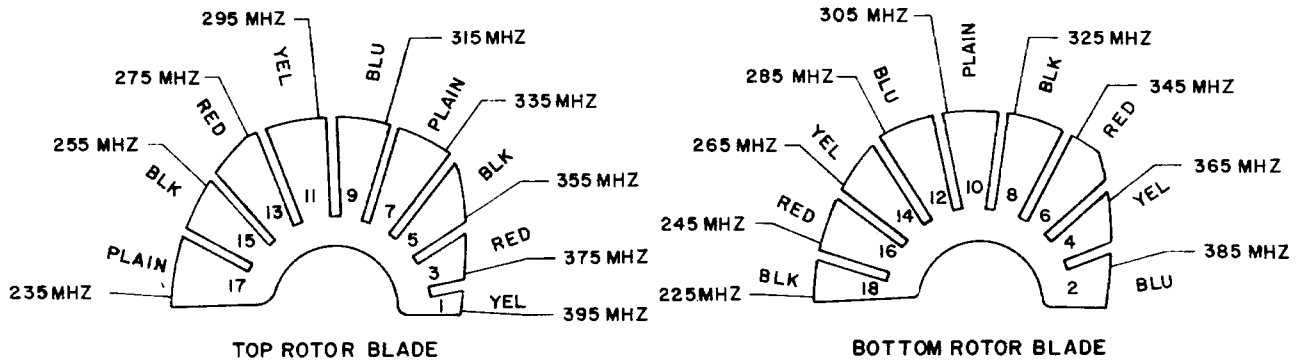 295 MHZ
YEL
BLU
315 MHZ
275 MHZ
RED
PLAIN
335 MHZ
255 MHZ
BLK
BLK
355 MHZ
PLAIN
RED
375 MHZ
235 MHZ
YEL
395 MHZ
17
15
13
11
9
7
5
3
1
TOP ROTOR BLADE
305 MHZ
PLAIN
325 MHZ
BLK
285 MHZ
BLU
345 MHZ
RED
265 MHZ
YEL
365 MHZ
YEL
245 MHZ
RED
385 MHZ
BLU
225MHZ
BLK
18
16
14
12
10
8
6
4
2
BOTTOM ROTOR BLADE